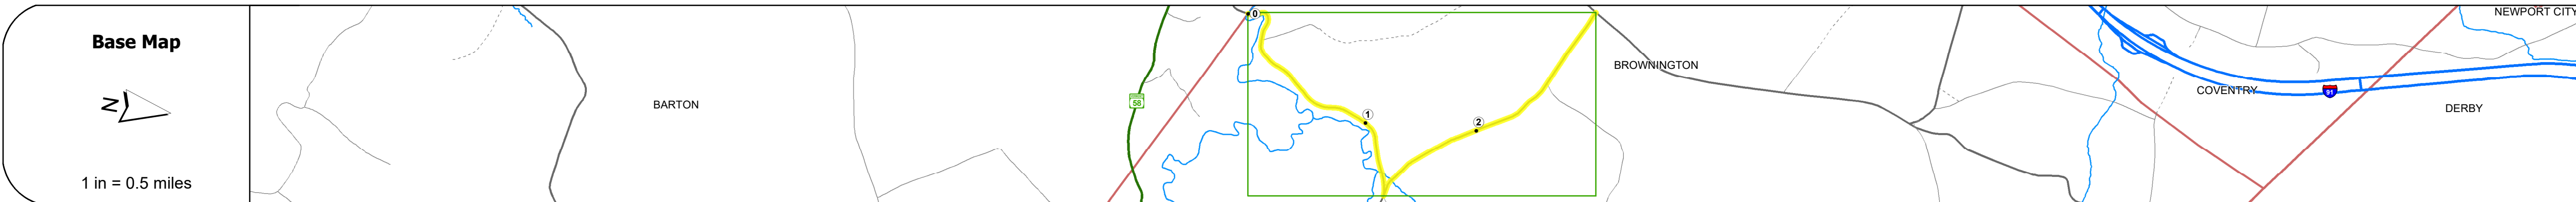 Base Map
N
1 in = 0.5 miles
BARTON
58
0
1
2
BROWNINGTON
COVENTRY
91
DERBY
NEWPORT CITY